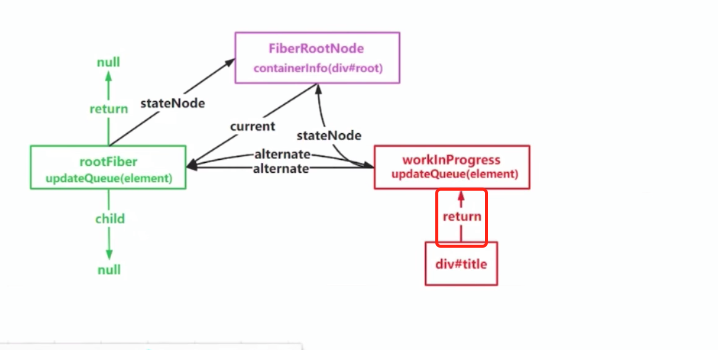 FiberRootNode
containerInfo(div#root)
null
return
stateNode
current
stateNode
rootFiber
updateQueue(element)
alternate
alternate
workInProgress
updateQueue(element)
child
return
null
div#title